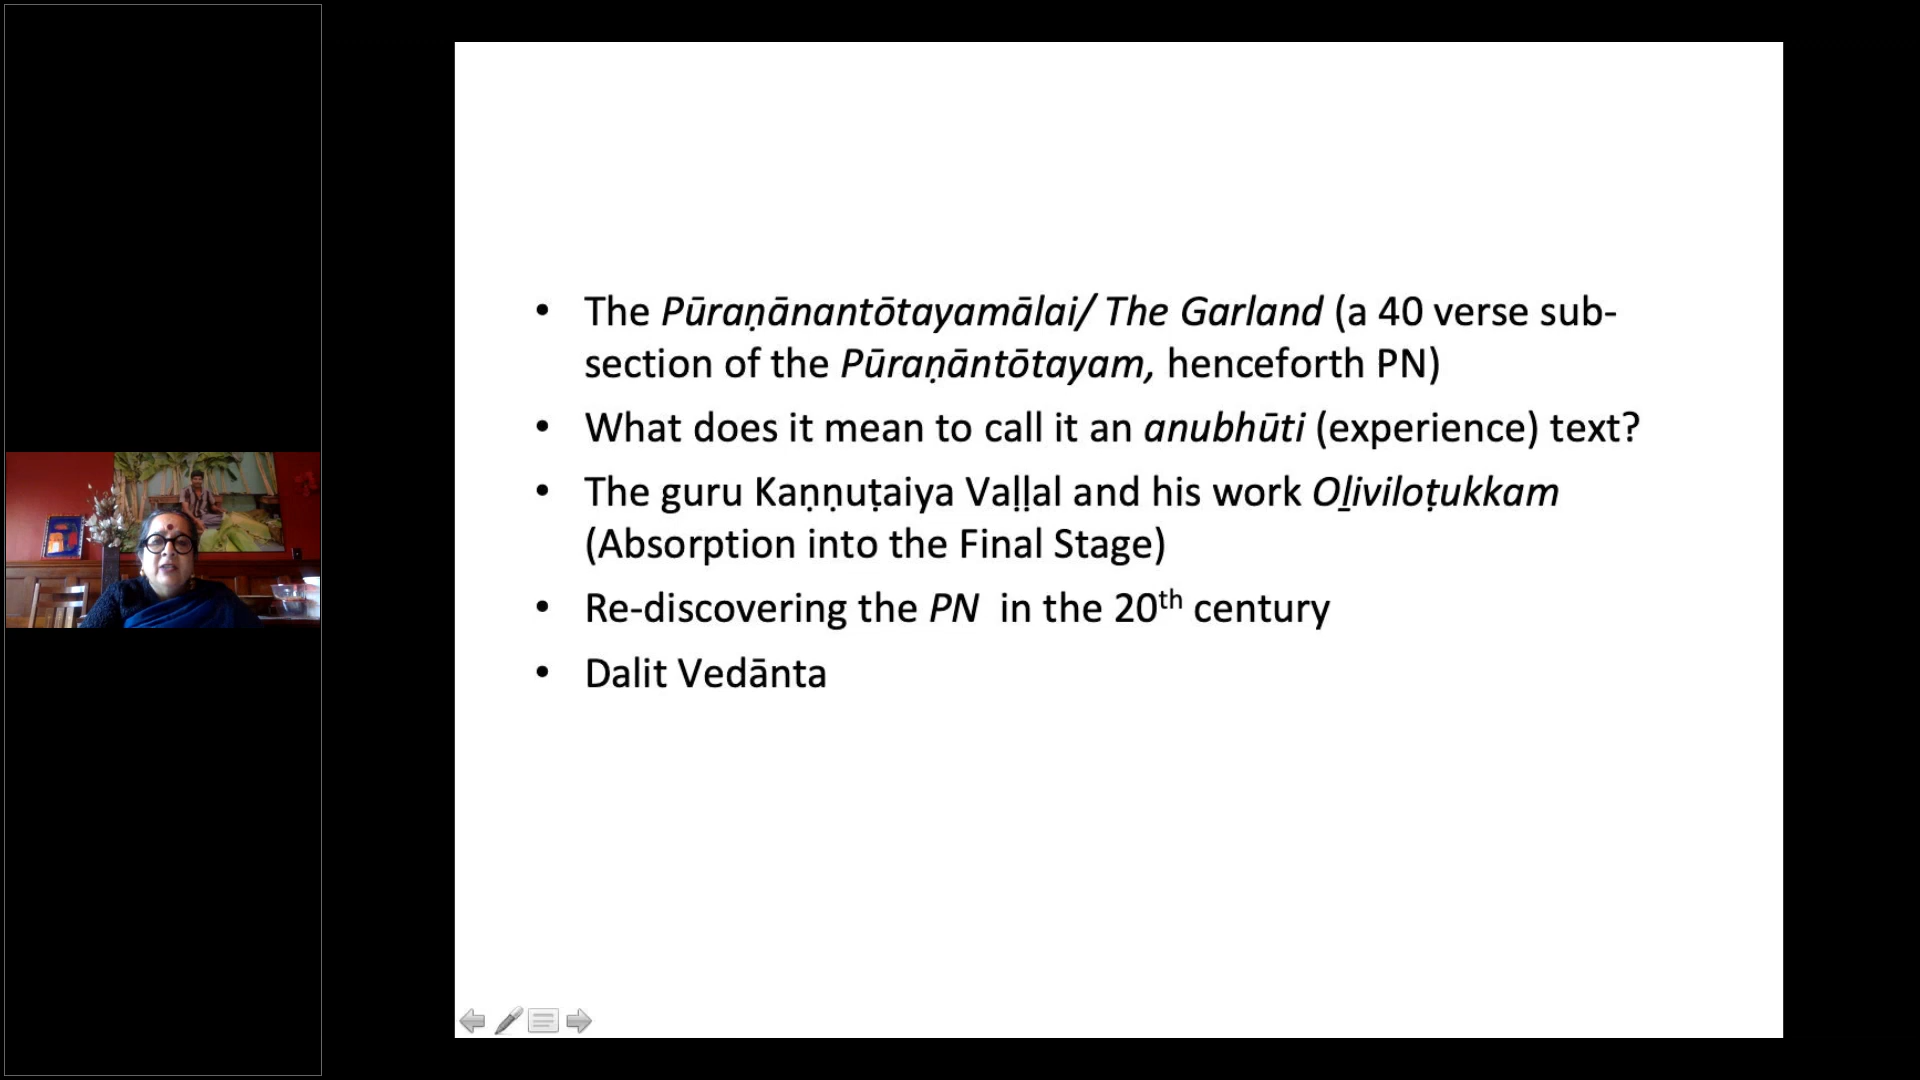 • The Pūraṇānantōtayamālai/ The Garland (a 40 verse sub-
section of the Pūraṇāntōtayam, henceforth PN)
• What does it mean to call it an anubhūti (experience) text?
• The guru Kaṇṇuṭaiya Vaḷḷal and his work Oḻiviloṭukkam
(Absorption into the Final Stage)
• Re-discovering the PN in the 20th century
• Dalit Vedānta